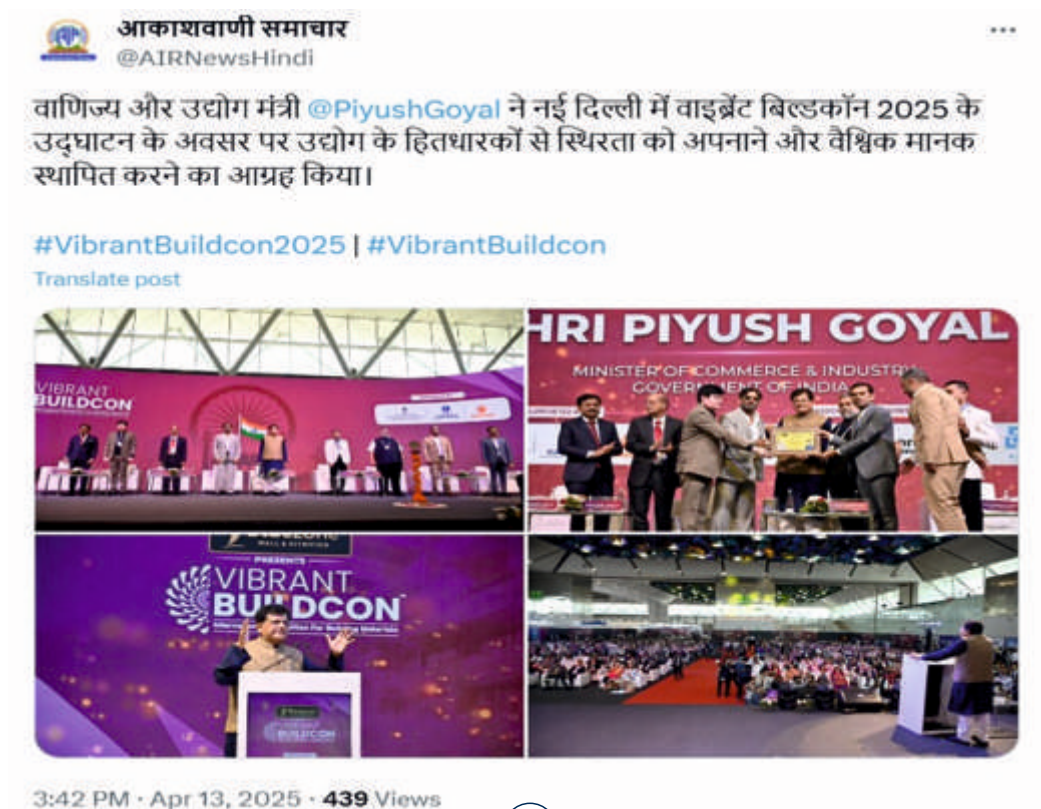 आकाशवाणी समाचार
@AIRNewsHindi
वाणिज्य और उद्योग मंत्री @PiyushGoyal ने नई दिल्ली में वाइब्रेंट बिल्डकॉन 2025 के
उद्घाटन के अवसर पर उद्योग के हितधारकों से स्थिरता को अपनाने और वैश्विक मानक
स्थापित करने का आग्रह किया।
#VibrantBuildcon2025 | #VibrantBuildcon
Translate post
VIBRANT
BUILDCON
HRI PIYUSH GOYAL
MINISTER OF COMMERCE & INDUSTRY
GOVERNMENT OF INDIA
PRESENTS
VIBRANT
BUILDCON
BUILDCON
3:42 PM · Apr 13, 2025 · 439 Views